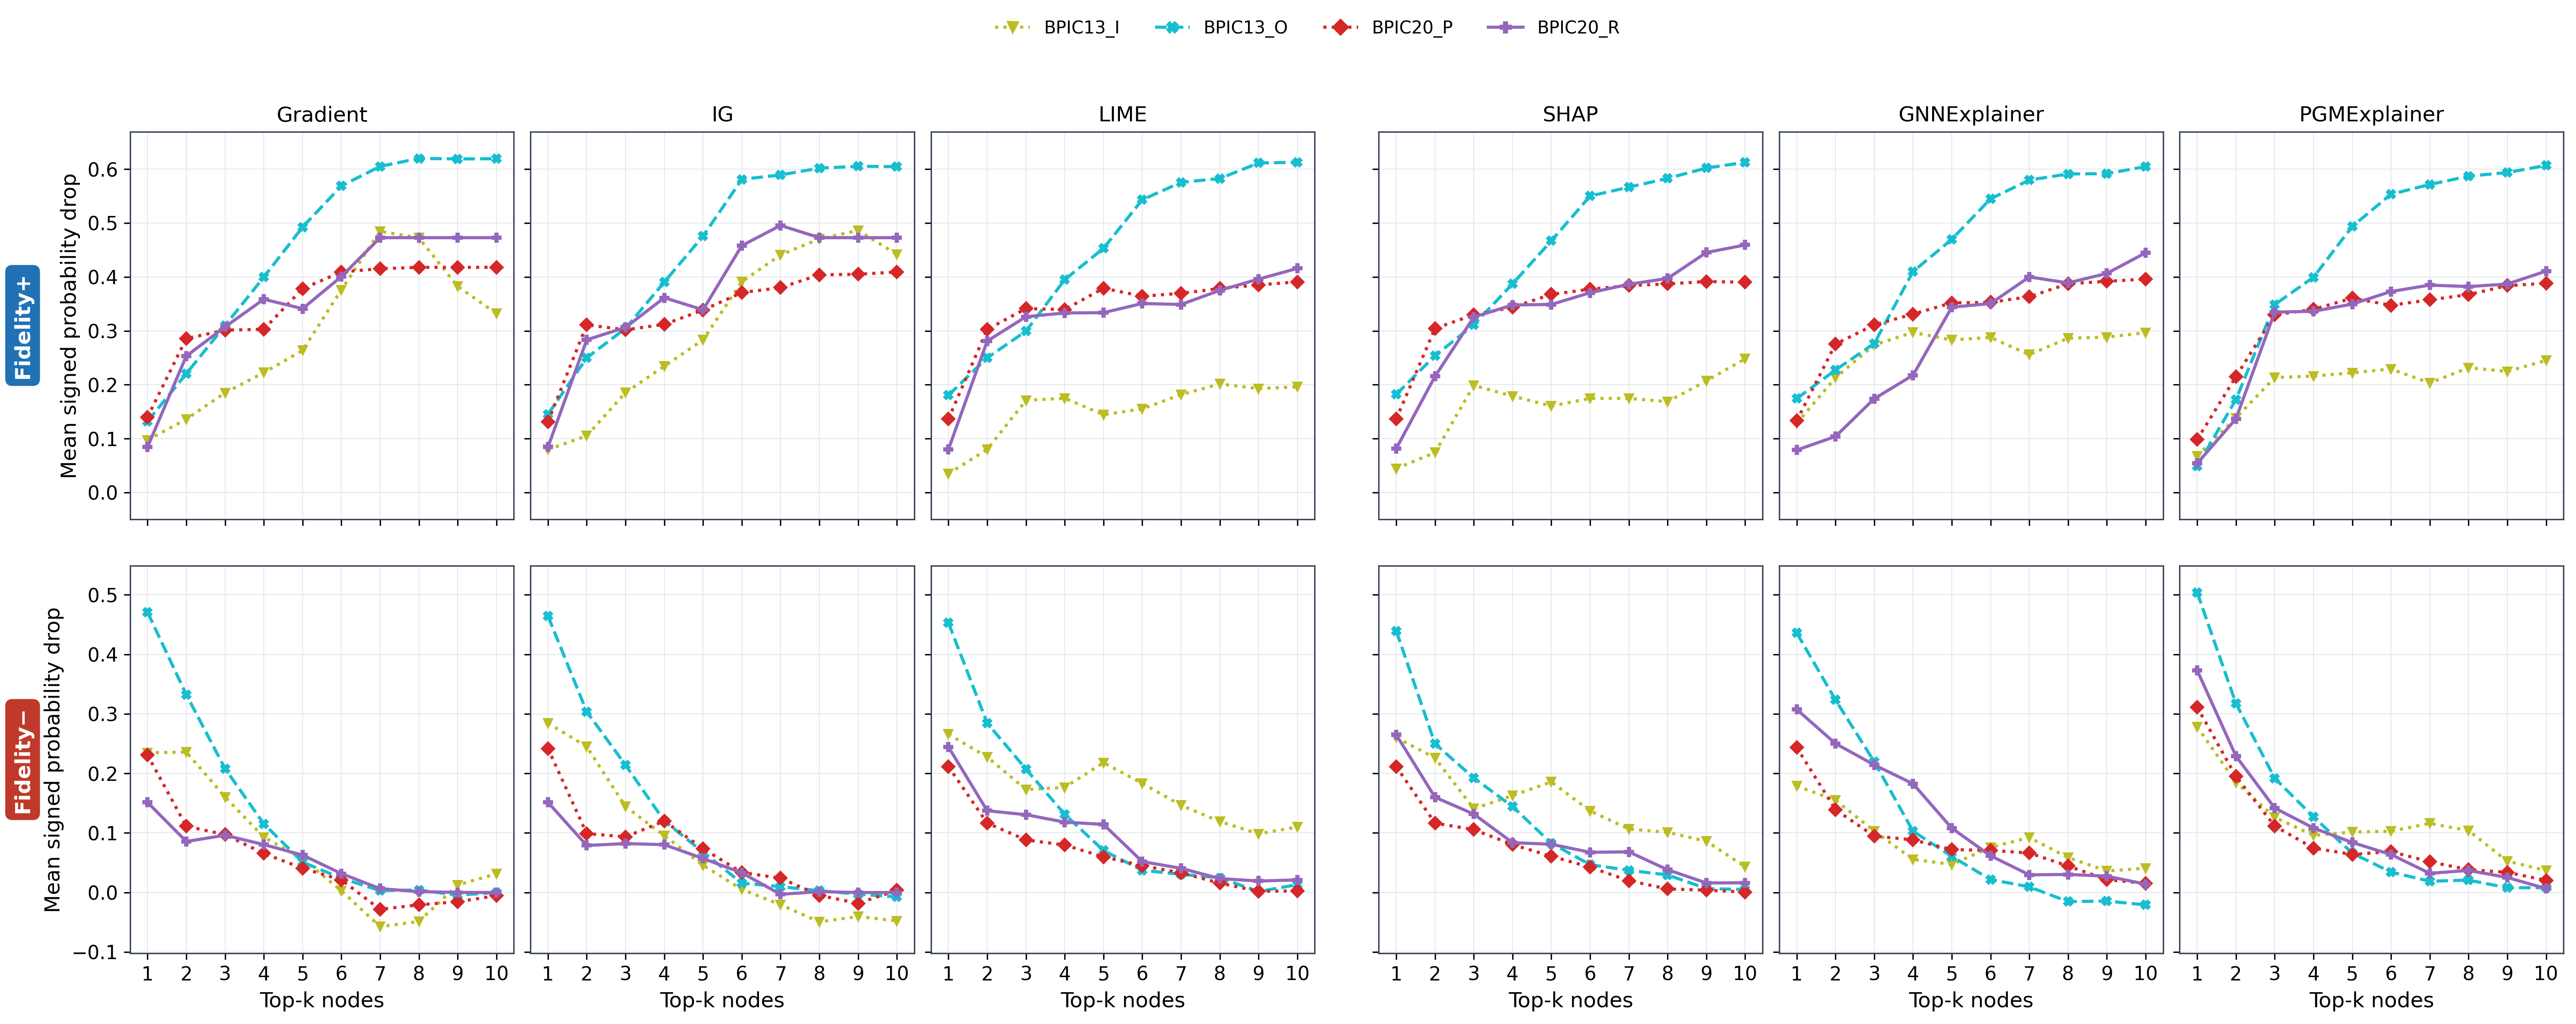 BPIC13_I BPIC13_O BPIC20_P BPIC20_R
Gradient IG LIME SHAP GNNExplainer PGMExplainer
Fidelity+
Mean signed probability drop
0.6
0.5
0.4
0.3
0.2
0.1
0.0
Fidelity−
Mean signed probability drop
0.5
0.4
0.3
0.2
0.1
0.0
−0.1
1 2 3 4 5 6 7 8 9 10 1 2 3 4 5 6 7 8 9 10 1 2 3 4 5 6 7 8 9 10 1 2 3 4 5 6 7 8 9 10 1 2 3 4 5 6 7 8 9 10 1 2 3 4 5 6 7 8 9 10
Top-k nodes Top-k nodes Top-k nodes Top-k nodes Top-k nodes Top-k nodes